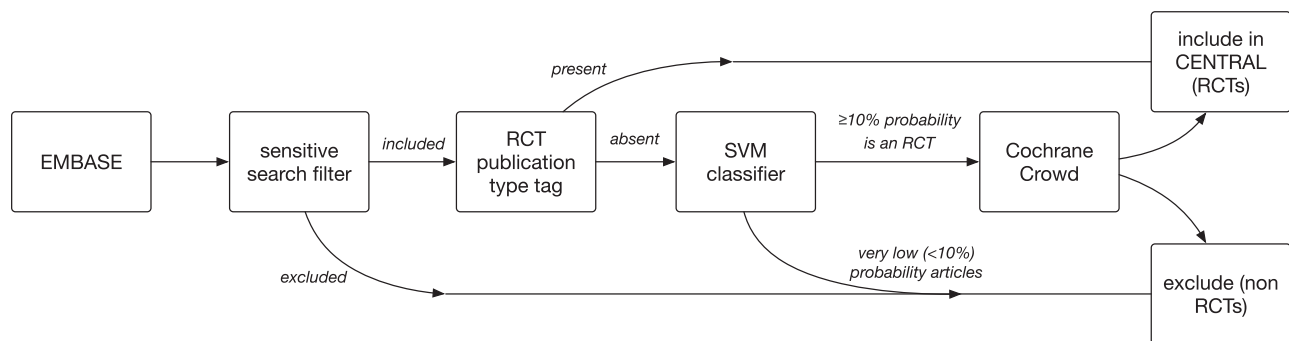 include in
CENTRAL
(RCTs)
present
EMBASE
sensitive
search filter
included
RCT
publication
type tag
absent
SVM
classifier
≥10% probability
is an RCT
Cochrane
Crowd
excluded
very low (<10%)
probability articles
exclude (non
RCTs)